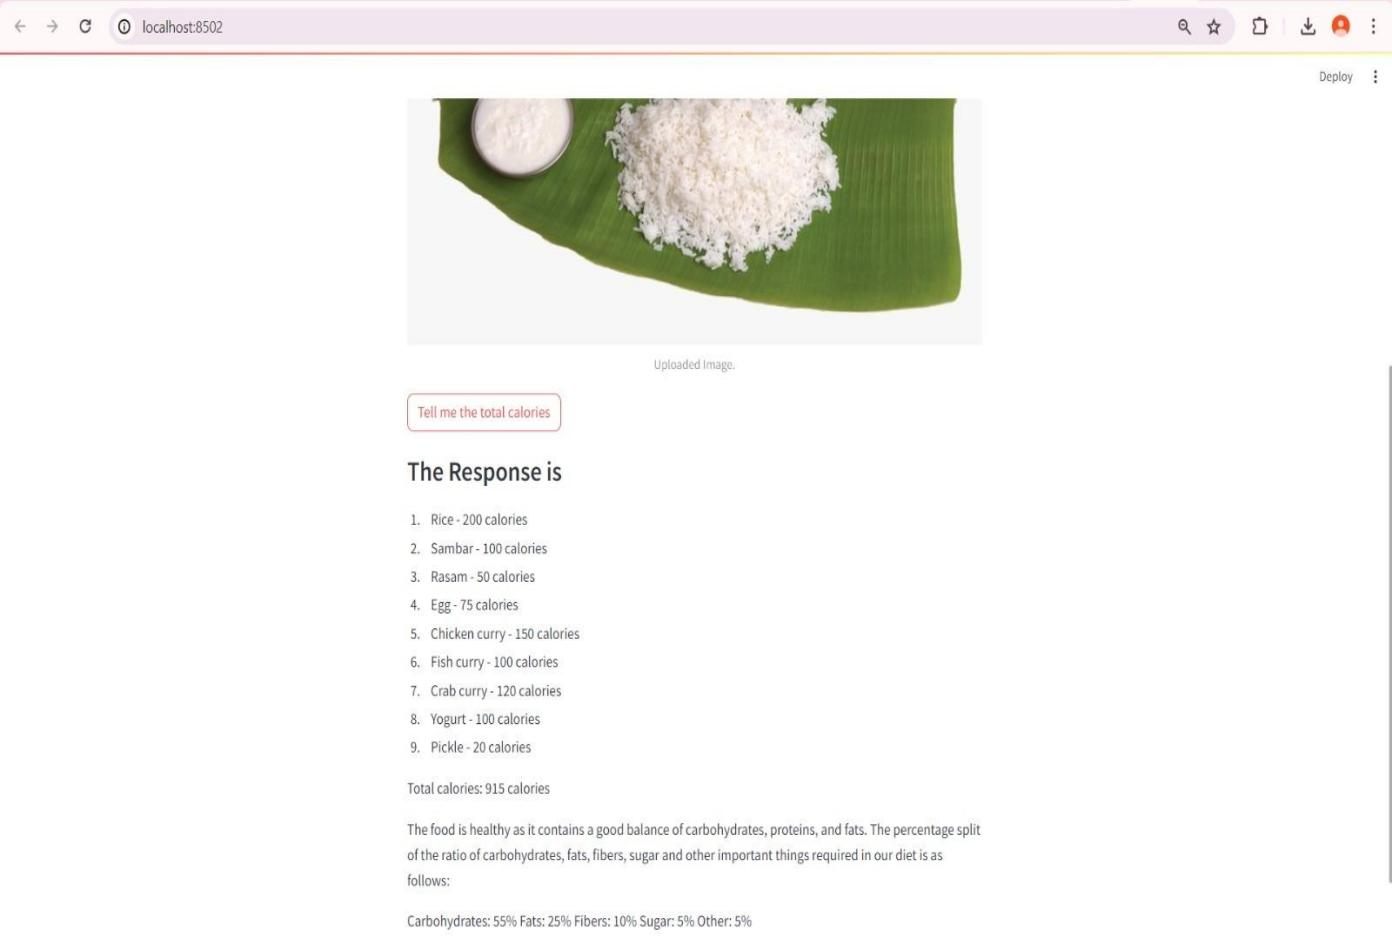 localhost:8502
Deploy
Uploaded Image.
Tell me the total calories
The Response is
1. Rice - 200 calories
2. Sambar - 100 calories
3. Rasam - 50 calories
4. Egg - 75 calories
5. Chicken curry - 150 calories
6. Fish curry - 100 calories
7. Crab curry - 120 calories
8. Yogurt - 100 calories
9. Pickle - 20 calories
Total calories: 915 calories
The food is healthy as it contains a good balance of carbohydrates, proteins, and fats. The percentage split
of the ratio of carbohydrates, fats, fibers, sugar and other important things required in our diet is as
follows:
Carbohydrates: 55% Fats: 25% Fibers: 10% Sugar: 5% Other: 5%